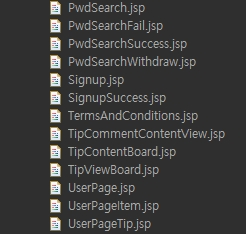 PwdSearch.jsp
PwdSearchFail.jsp
PwdSearchSuccess.jsp
PwdSearchWithdraw.jsp
Signup.jsp
SignupSuccess.jsp
TermsAndConditions.jsp
TipCommentContentView.jsp
TipContentBoard.jsp
TipViewBoard.jsp
UserPage.jsp
UserPageItem.jsp
UserPageTip.jsp